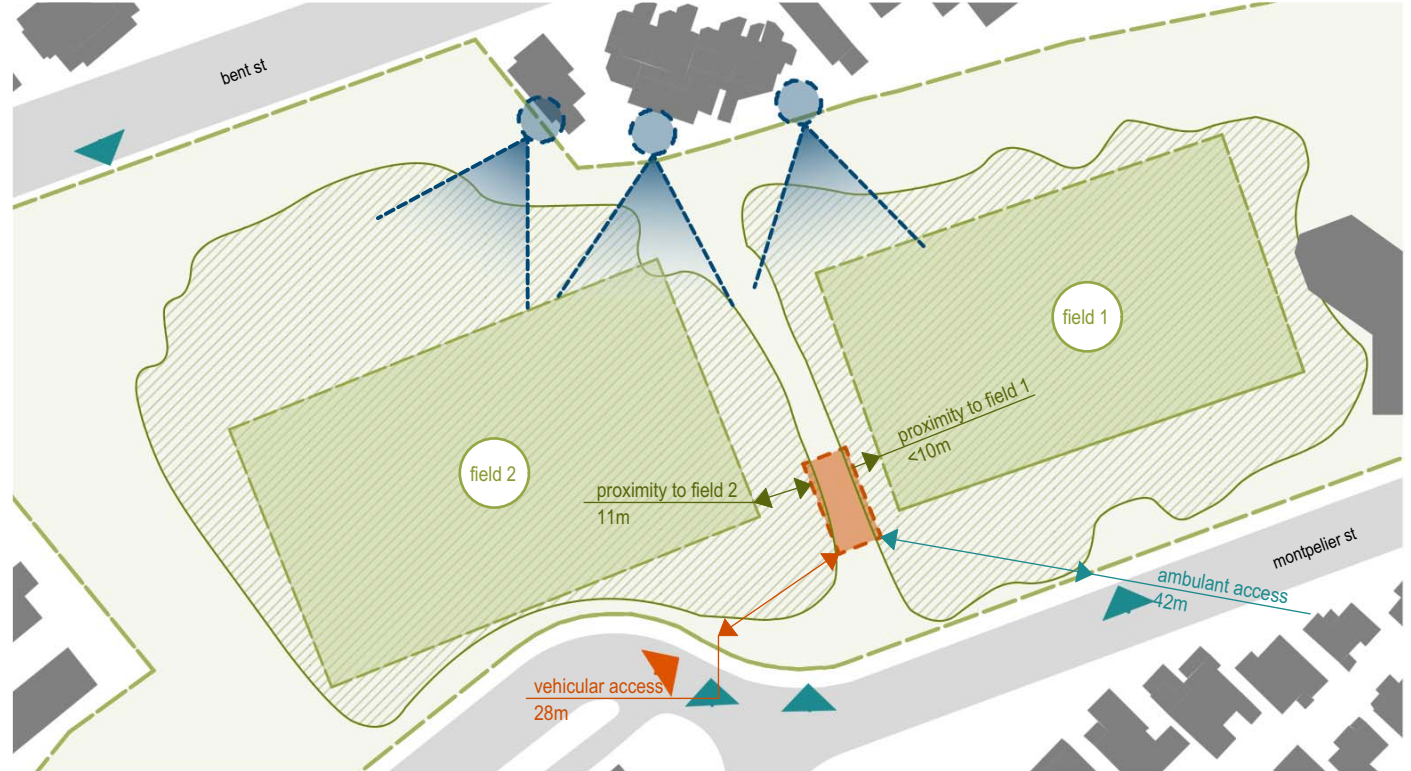 bent st
field 1
proximity to field 1
<10m
field 2
proximity to field 2
11m
montpelier st
ambulant access
42m
vehicular access
28m